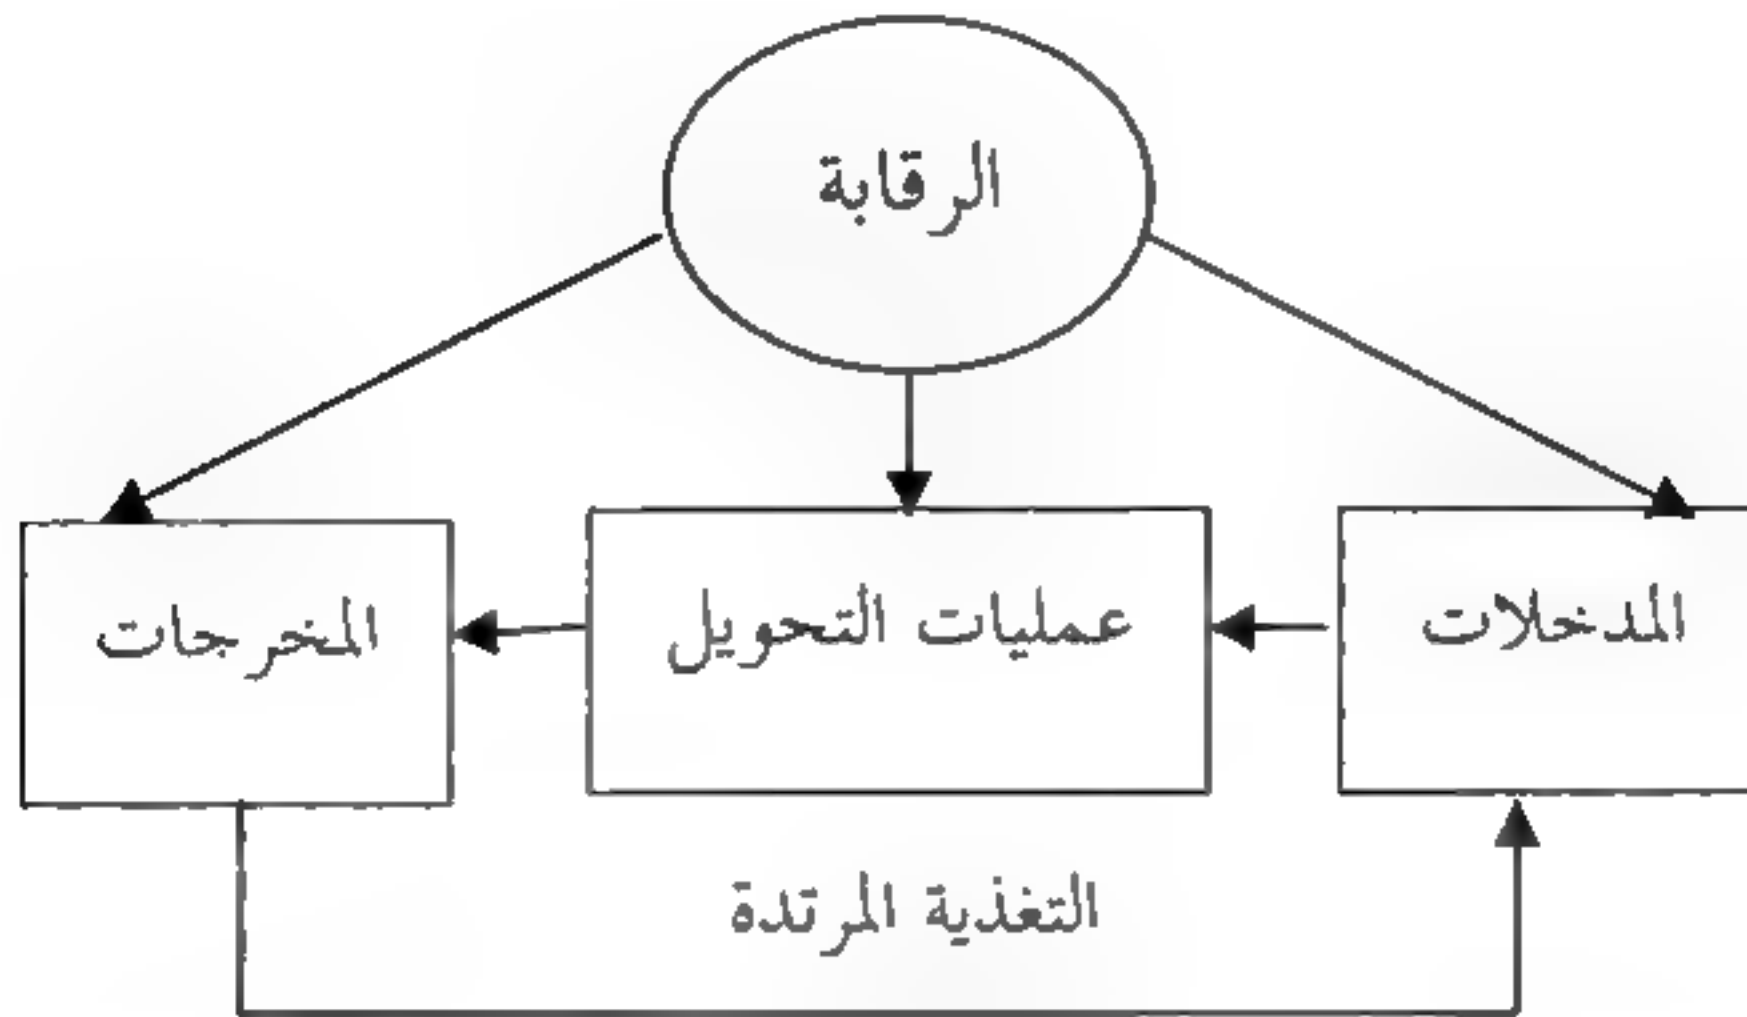 الرقابة
المدخلات
عمليات التحويل
المخرجات
التغذية المرتدة